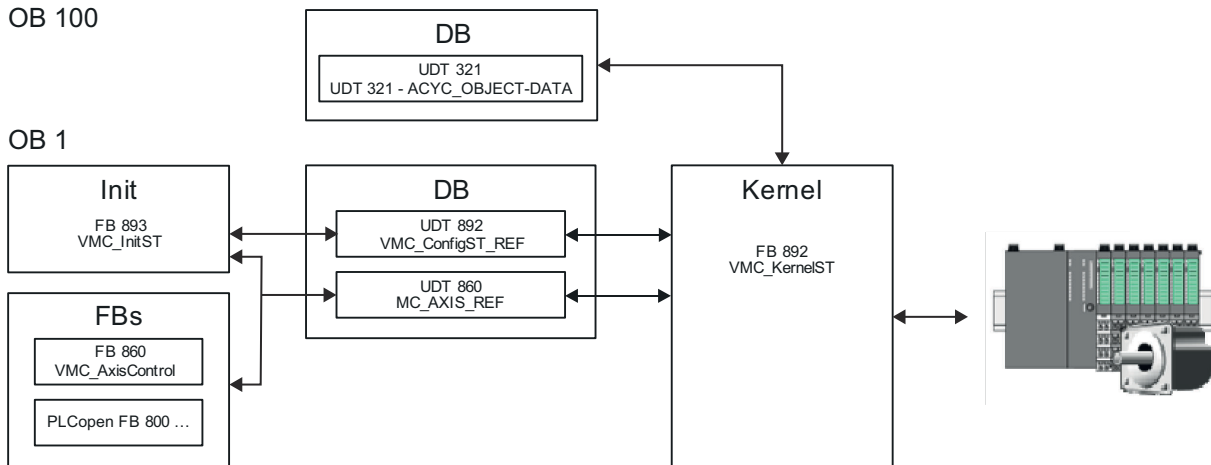 OB 100
DB
UDT 321
UDT 321 - ACYC_OBJECT-DATA
OB 1
Init
FB 893
VMC_InitST
DB
UDT 892
VMC_ConfigST_REF
UDT 860
MC_AXIS_REF
Kernel
FB 892
VMC_KernelST
FBs
FB 860
VMC_AxisControl
PLCopen FB 800 ...